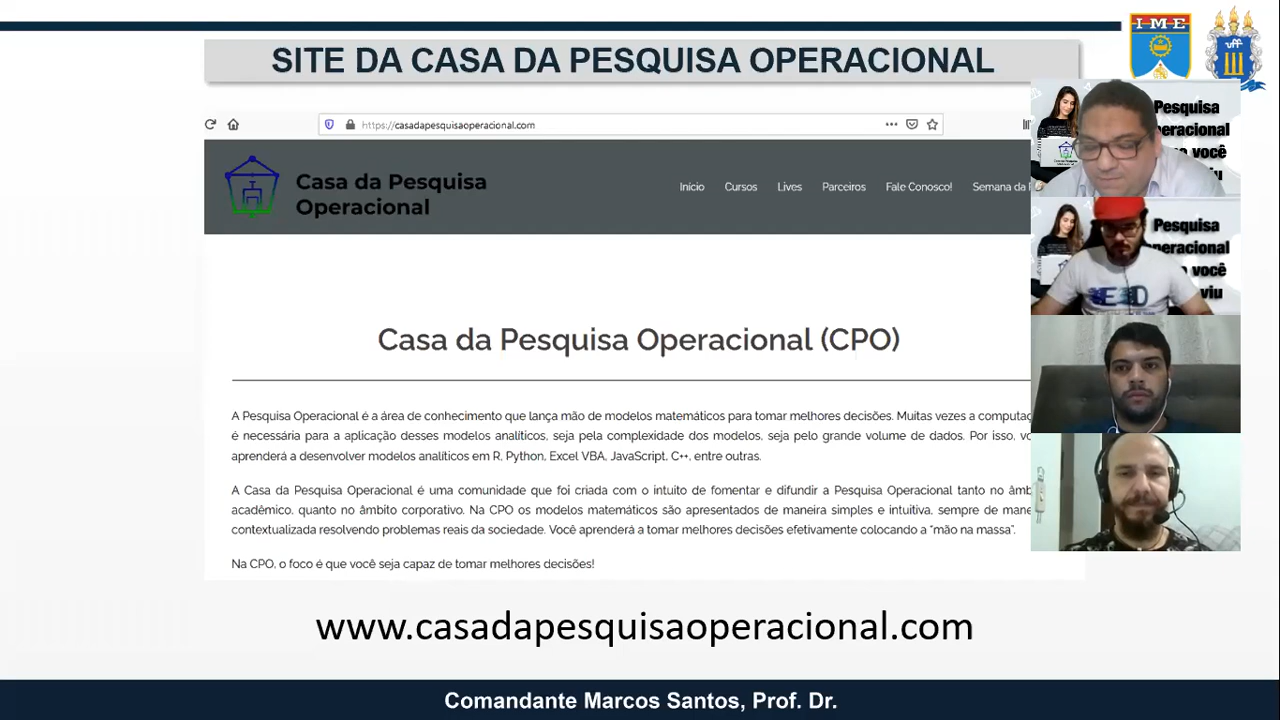 SITE DA CASA DA PESQUISA OPERACIONAL
IME
uff
https://casadapesquisaoperacional.com
Casa da Pesquisa
Operacional
Início Cursos Lives Parceiros Fale Conosco! Semana da
Casa da Pesquisa Operacional (CPO)
A Pesquisa Operacional é a área de conhecimento que lança mão de modelos matemáticos para tomar melhores decisões. Muitas vezes a computaç
é necessária para a aplicação desses modelos analíticos, seja pela complexidade dos modelos, seja pelo grande volume de dados. Por isso, vo
aprenderá a desenvolver modelos analíticos em R, Python, Excel VBA, JavaScript, C++, entre outras.
A Casa da Pesquisa Operacional é uma comunidade que foi criada com o intuito de fomentar e difundir a Pesquisa Operacional tanto no âmb
acadêmico, quanto no âmbito corporativo. Na CPO os modelos matemáticos são apresentados de maneira simples e intuitiva, sempre de mane
contextualizada resolvendo problemas reais da sociedade. Você aprenderá a tomar melhores decisões efetivamente colocando a “mão na massa”.
Na CPO, o foco é que você seja capaz de tomar melhores decisões!
Pesquisa
peracional
o você
viu
Pesquisa
peracional
o você
viu
www.casadapesquisaoperacional.com
Comandante Marcos Santos, Prof. Dr.